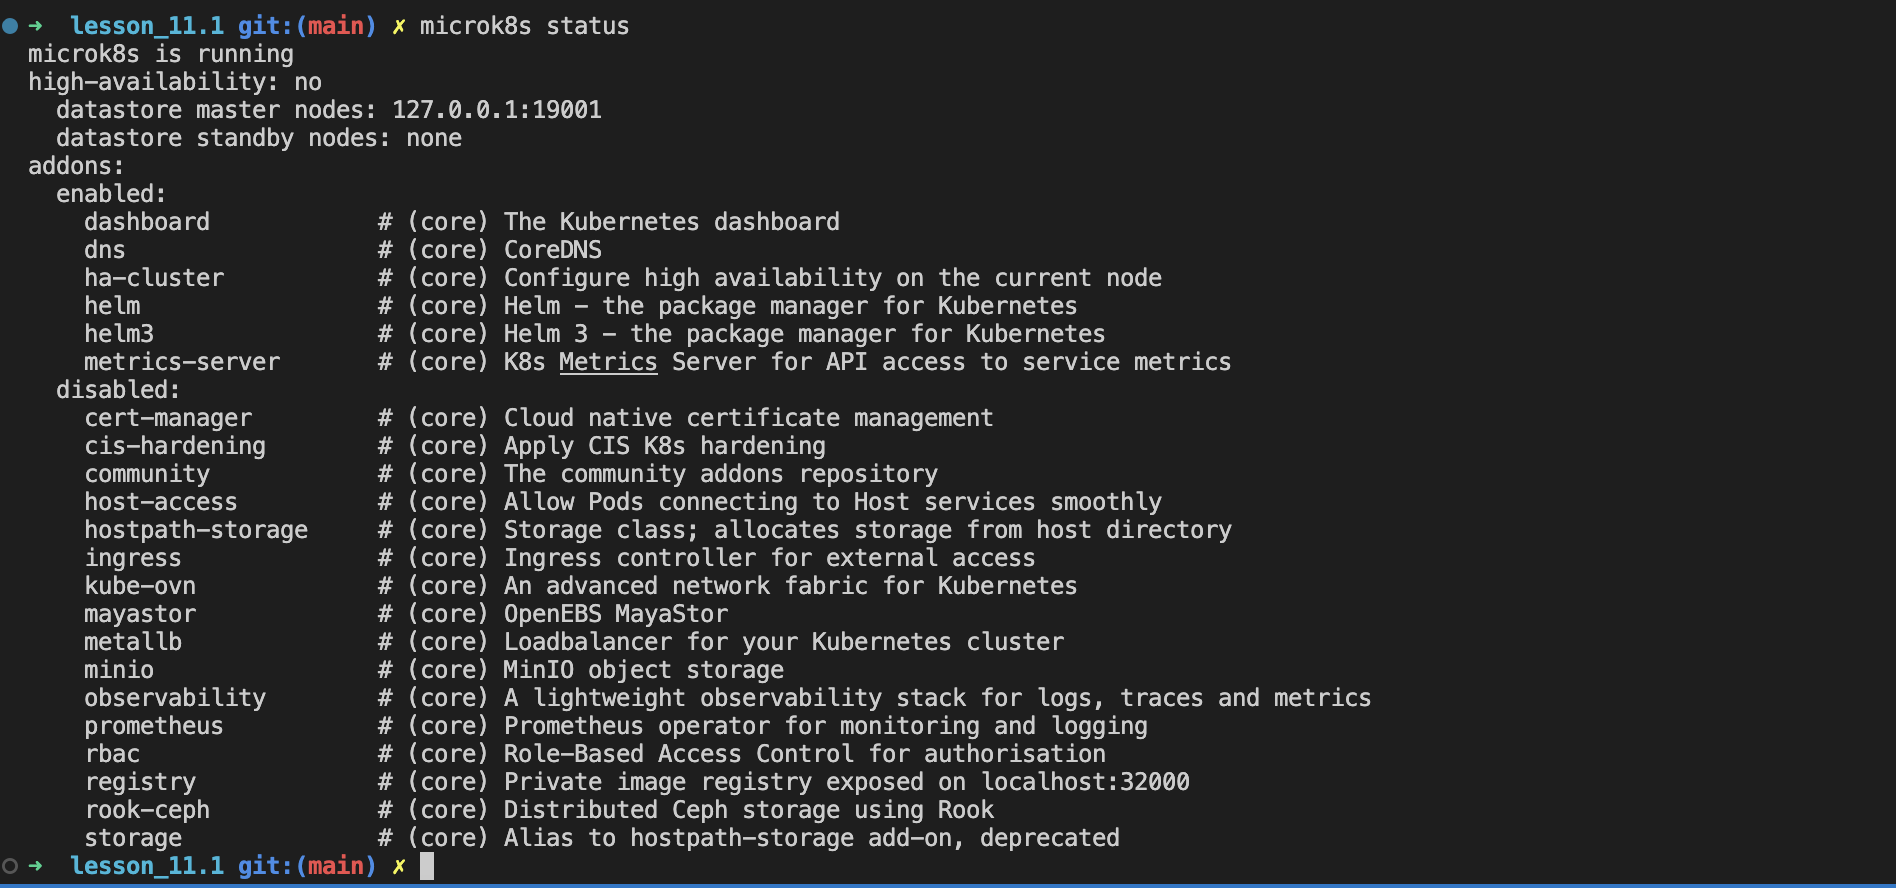 ➜ lesson_11.1 git:(main) ✗ microk8s status
microk8s is running
high-availability: no
  datastore master nodes: 127.0.0.1:19001
  datastore standby nodes: none
addons:
  enabled:
    dashboard            # (core) The Kubernetes dashboard
    dns                  # (core) CoreDNS
    ha-cluster           # (core) Configure high availability on the current node
    helm                 # (core) Helm - the package manager for Kubernetes
    helm3                # (core) Helm 3 - the package manager for Kubernetes
    metrics-server       # (core) K8s Metrics Server for API access to service metrics
  disabled:
    cert-manager         # (core) Cloud native certificate management
    cis-hardening        # (core) Apply CIS K8s hardening
    community            # (core) The community addons repository
    host-access          # (core) Allow Pods connecting to Host services smoothly
    hostpath-storage     # (core) Storage class; allocates storage from host directory
    ingress              # (core) Ingress controller for external access
    kube-ovn             # (core) An advanced network fabric for Kubernetes
    mayastor             # (core) OpenEBS MayaStor
    metallb              # (core) Loadbalancer for your Kubernetes cluster
    minio                # (core) MinIO object storage
    observability        # (core) A lightweight observability stack for logs, traces and metrics
    prometheus           # (core) Prometheus operator for monitoring and logging
    rbac                 # (core) Role-Based Access Control for authorisation
    registry             # (core) Private image registry exposed on localhost:32000
    rook-ceph            # (core) Distributed Ceph storage using Rook
    storage              # (core) Alias to hostpath-storage add-on, deprecated
➜ lesson_11.1 git:(main) ✗